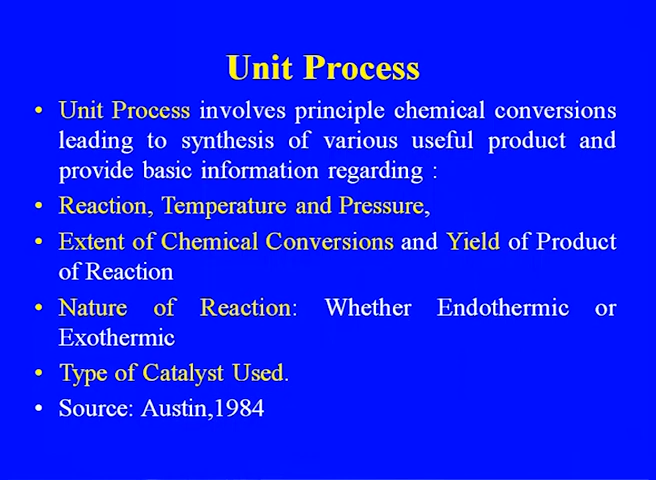 Unit Process
• Unit Process involves principle chemical conversions
leading to synthesis of various useful product and
provide basic information regarding :
• Reaction, Temperature and Pressure,
• Extent of Chemical Conversions and Yield of Product
of Reaction
• Nature of Reaction: Whether Endothermic or
Exothermic
• Type of Catalyst Used.
• Source: Austin,1984